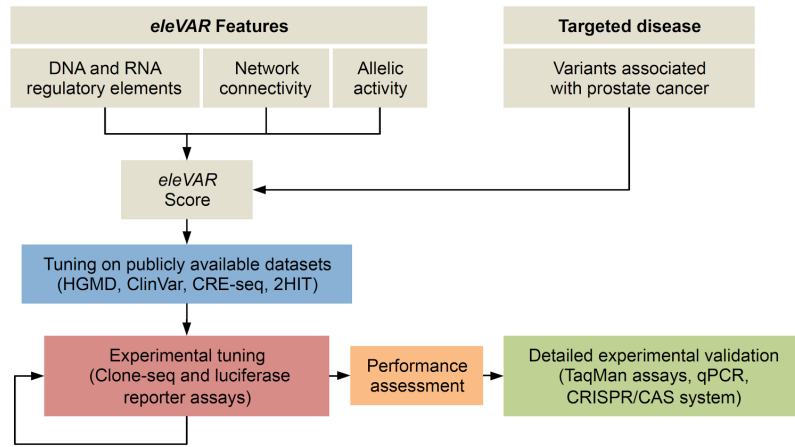 eleVAR Features
DNA and RNA
regulatory elements
Network
connectivity
Allelic
activity
Targeted disease
Variants associated
with prostate cancer
eleVAR
Score
Tuning on publicly available datasets
(HGMD, ClinVar, CRE-seq, 2HIT)
Experimental tuning
(Clone-seq and luciferase
reporter assays)
Performance
assessment
Detailed experimental validation
(TaqMan assays, qPCR,
CRISPR/CAS system)